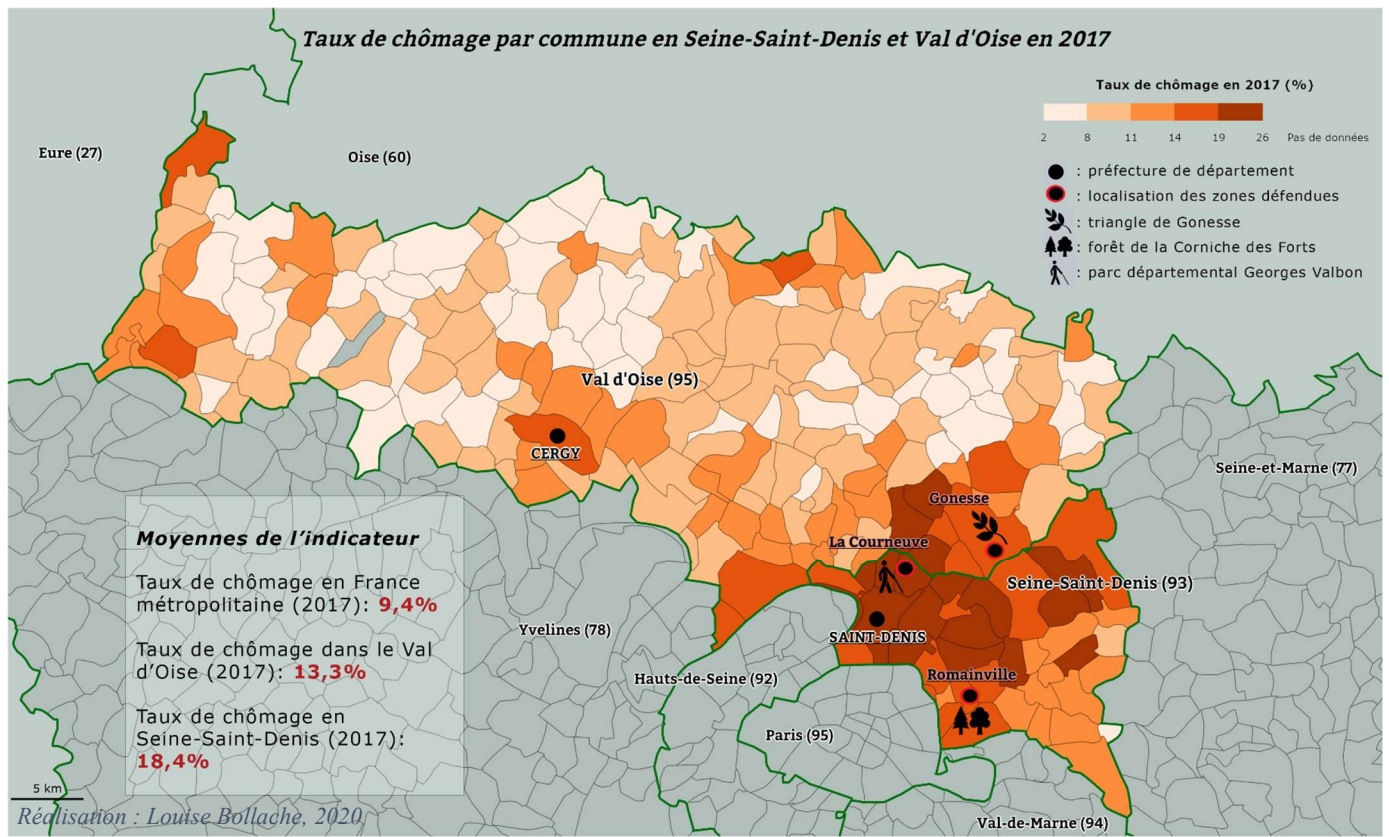 Taux de chômage par commune en Seine-Saint-Denis et Val d'Oise en 2017
Taux de chômage en 2017 (%)
2 8 11 14 19 26 Pas de données
: préfecture de département
: localisation des zones défendues
: triangle de Gonesse
: forêt de la Corniche des Forts
: parc départemental Georges Valbon
Eure (27)
Oise (60)
Val d'Oise (95)
CERGY
Seine-et-Marne (77)
Gonesse
La Courneuve
Seine-Saint-Denis (93)
SAINT-DENIS
Yvelines (78)
Romainville
Hauts-de-Seine (92)
Paris (95)
Val-de-Marne (94)
Moyennes de l’indicateur
Taux de chômage en France
métropolitaine (2017): 9,4%
Taux de chômage dans le Val
d’Oise (2017): 13,3%
Taux de chômage en
Seine-Saint-Denis (2017):
18,4%
5 km
Réalisation : Louise Bollache, 2020